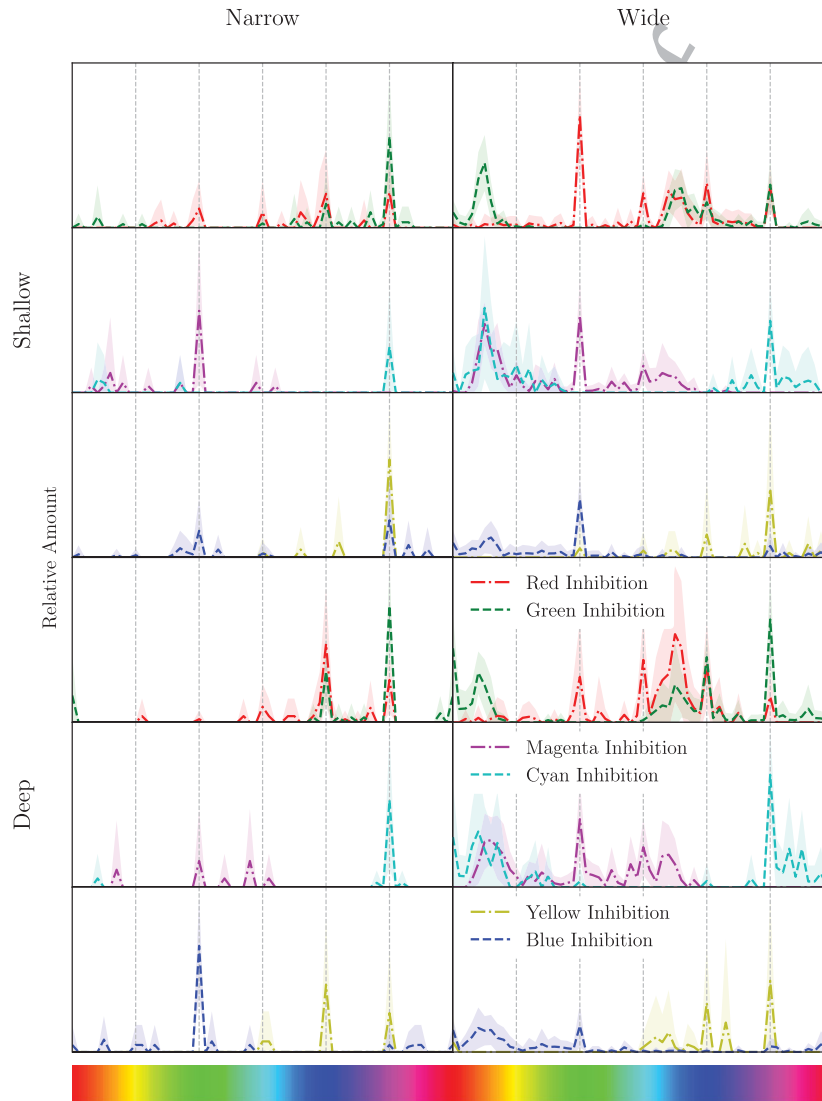 Narrow
Wide
Shallow
Relative Amount
Red Inhibition
Green Inhibition
Deep
Magenta Inhibition
Cyan Inhibition
Yellow Inhibition
Blue Inhibition